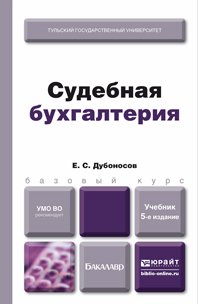 ТУЛЬСКИЙ ГОСУДАРСТВЕННЫЙ УНИВЕРСИТЕТ
Судебная
бухгалтерия
Е. С. Дубоносов
базовый курс
УМО ВО
рекомендует
Учебник
5-е издание
Бакалавр
юрайт
biblio-online.ru